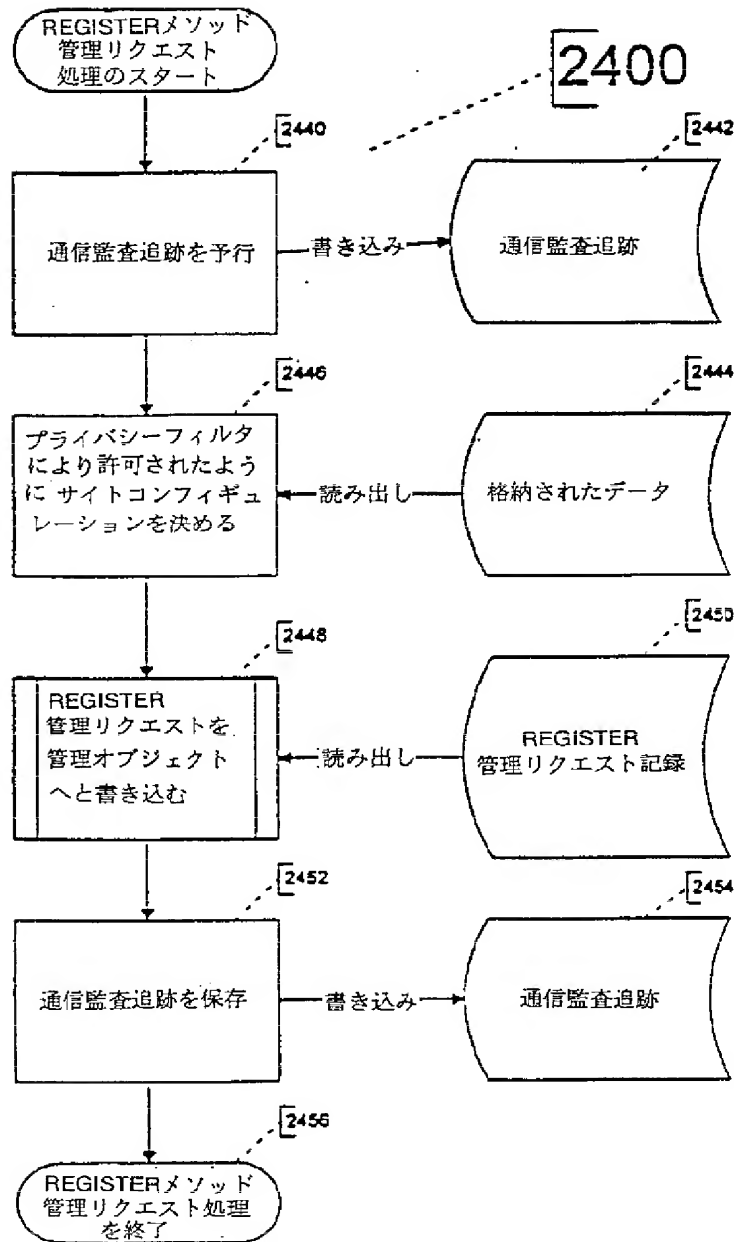 REGISTERメソッド
管理リクエスト
処理のスタート
2400
2440
2442
通信監査追跡を予行
書き込み
通信監査追跡
2446
2444
プライバシーフィルタ
により許可されたよう
に サイトコンフィギュ
レーションを決める
読み出し
格納されたデータ
2448
2450
REGISTER
管理リクエストを
管理オブジェクト
へと書き込む
読み出し
REGISTER
管理リクエスト記録
2452
2454
通信監査追跡を保存
書き込み
通信監査追跡
2456
REGISTERメソッド
管理リクエスト処理
を終了